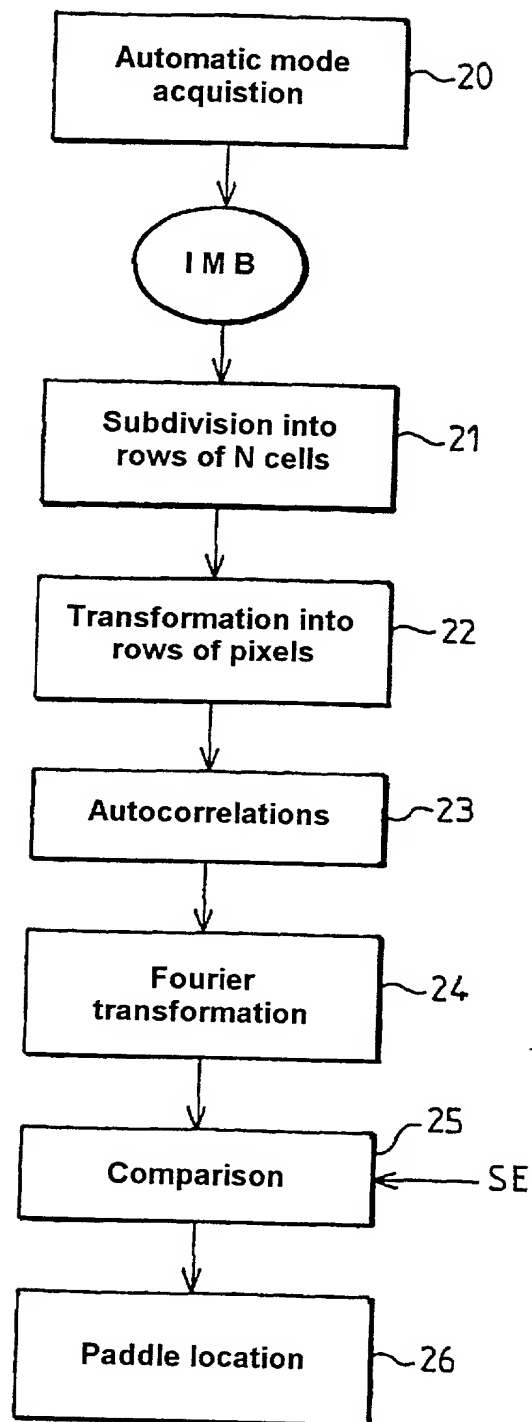 Automatic mode
acquistion
20
I M B
Subdivision into
rows of N cells
21
Transformation into
rows of pixels
22
Autocorrelations
23
Fourier
transformation
24
25
Comparison
SE
Paddle location
26